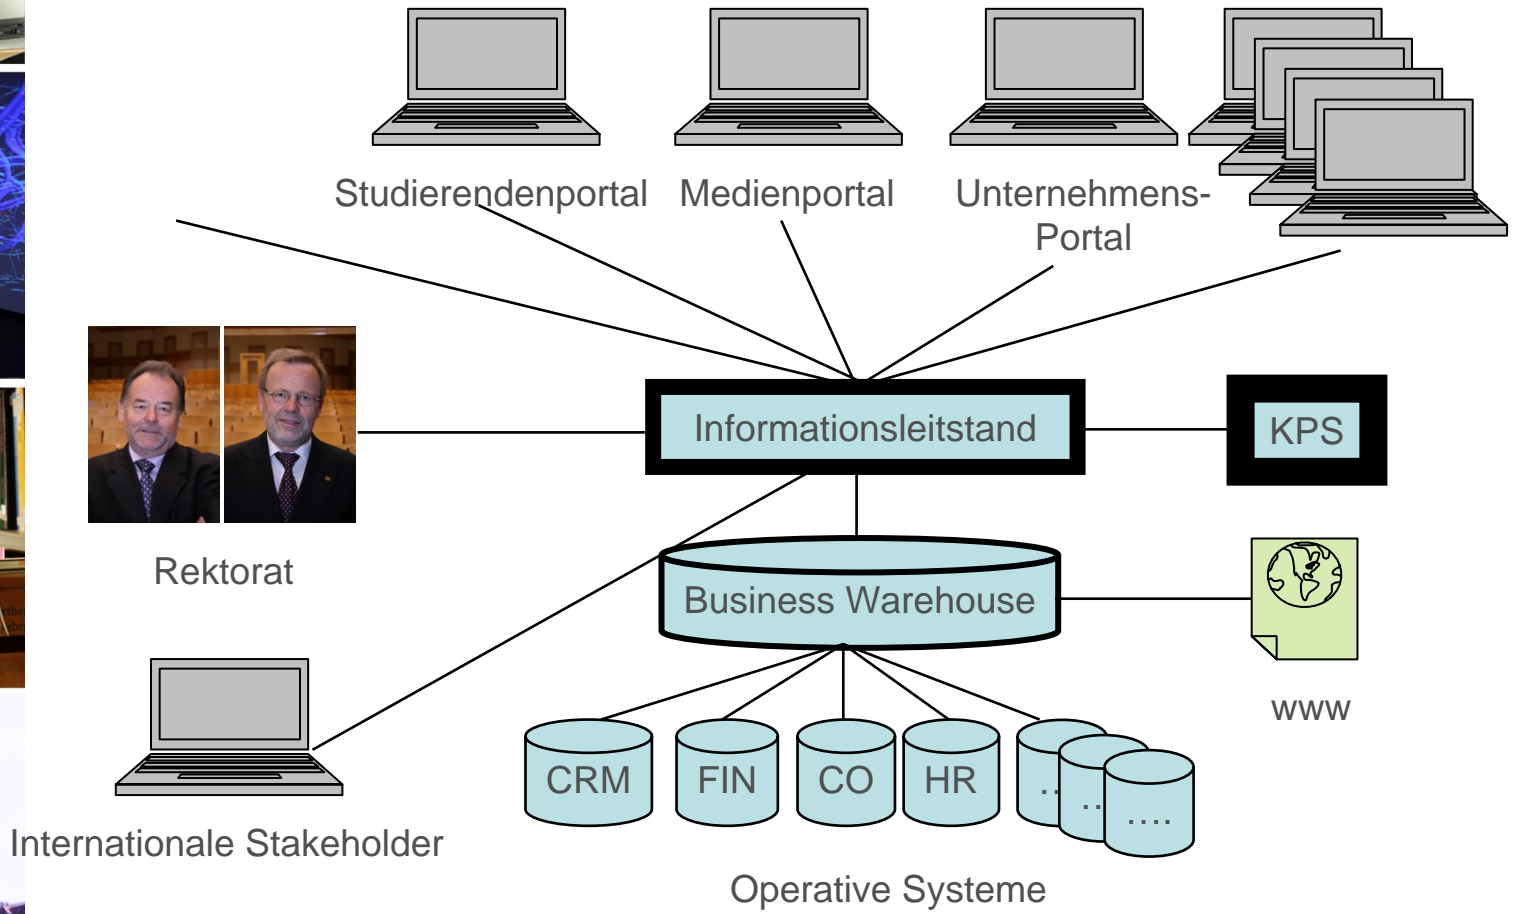 Studierendenportal
Medienportal
Unternehmens-
Portal
Informationsleitstand
KPS
Rektorat
Business Warehouse
www
CRM
FIN
CO
HR
...
...
....
Internationale Stakeholder
Operative Systeme